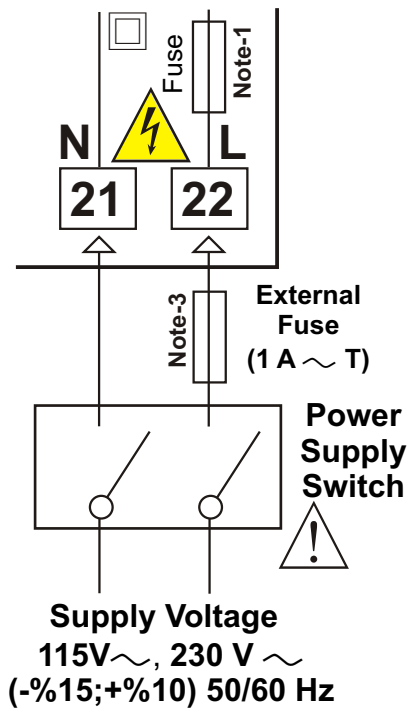 Fuse
Note-1
N
L
21
22
Note-3
External
Fuse
(1 A ~ T)
Power
Supply
Switch
Supply Voltage
115V~, 230 V ~
(-%15;+%10) 50/60 Hz